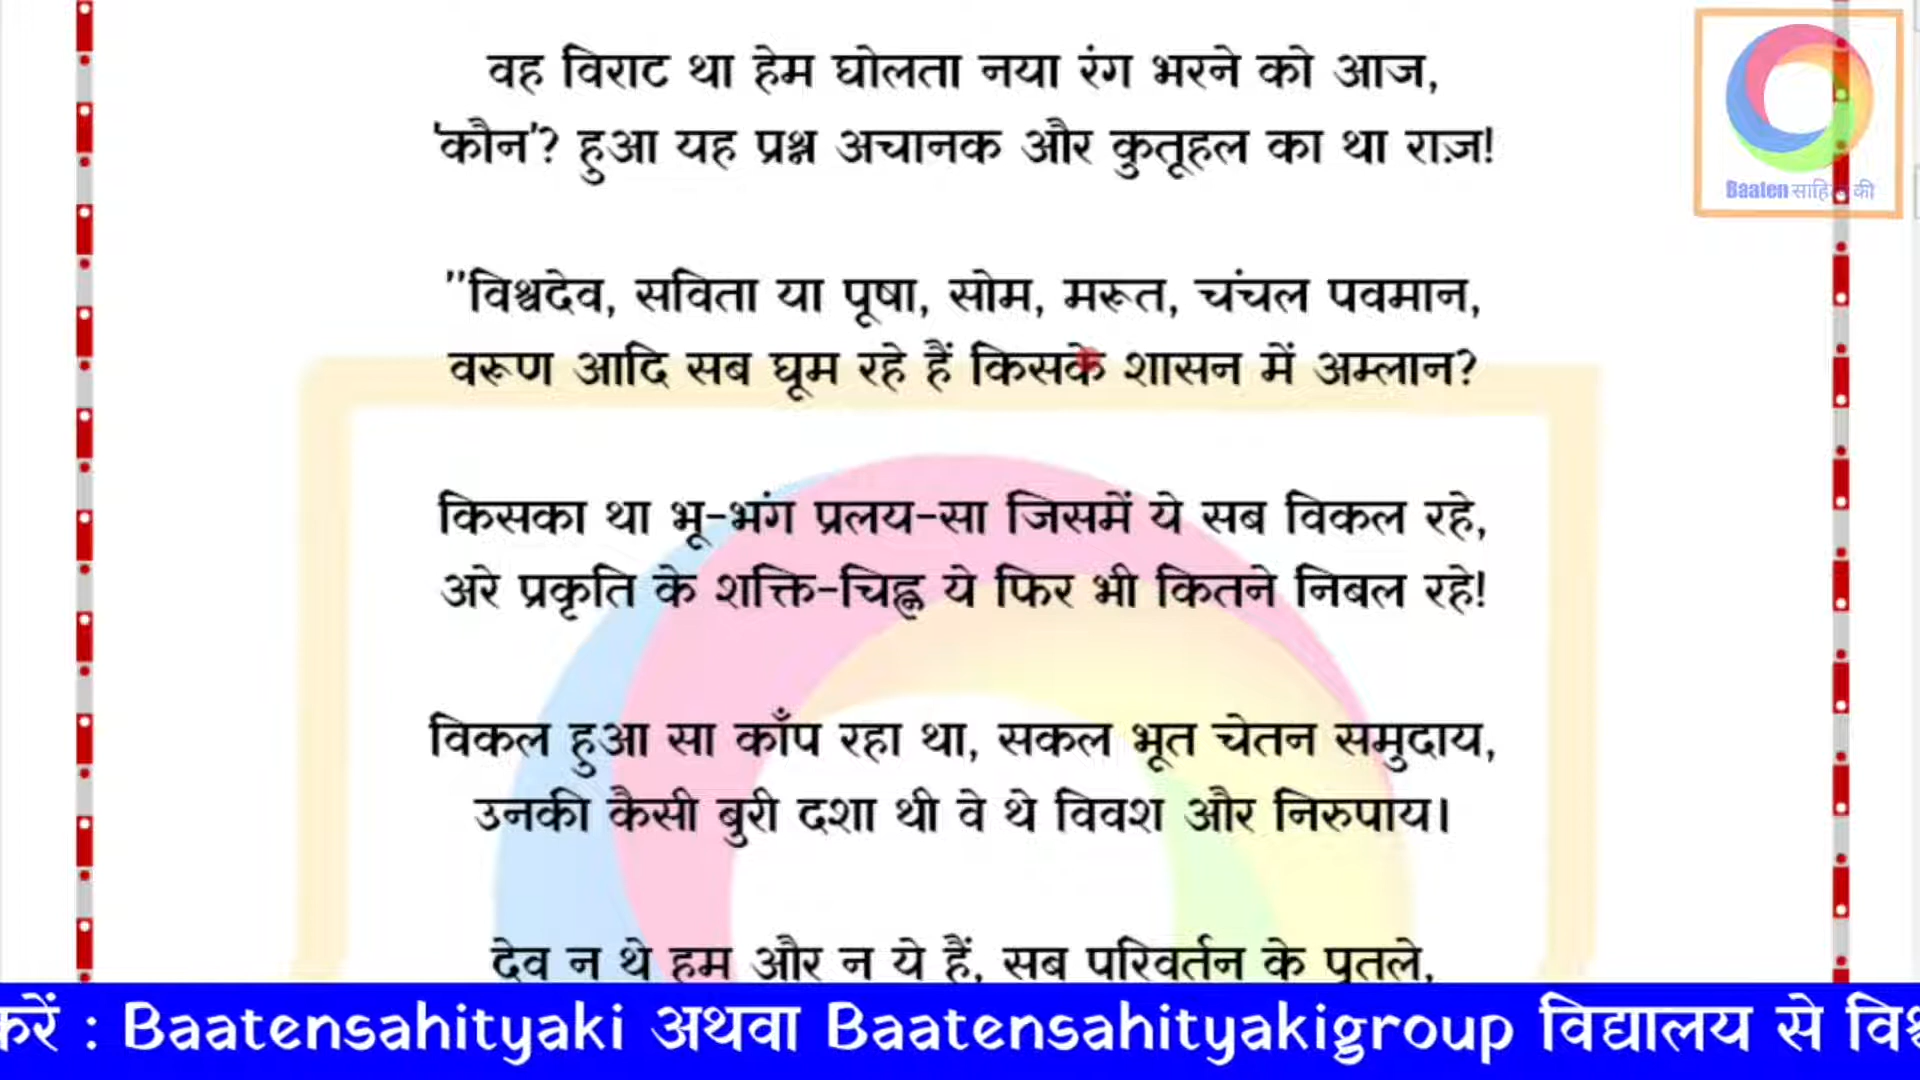 वह विराट था हेम घोलता नया रंग भरने को आज,
'कौन'? हुआ यह प्रश्न अचानक और कुतूहल का था राज़!
Baaten साहित्य की
"विश्वदेव, सविता या पूषा, सोम, मरूत, चंचल पवमान,
वरूण आदि सब घूम रहे हैं किसके शासन में अम्लान?
किसका था भू-भंग प्रलय-सा जिसमें ये सब विकल रहे,
अरे प्रकृति के शक्ति-चिह्न ये फिर भी कितने निबल रहे!
विकल हुआ सा काँप रहा था, सकल भूत चेतन समुदाय,
उनकी कैसी बुरी दशा थी वे थे विवश और निरुपाय।
देव न थे हम और न ये हैं, सब परिवर्तन के पुतले,
करें : Baatensahityaki अथवा Baatensahityakigroup विद्यालय से